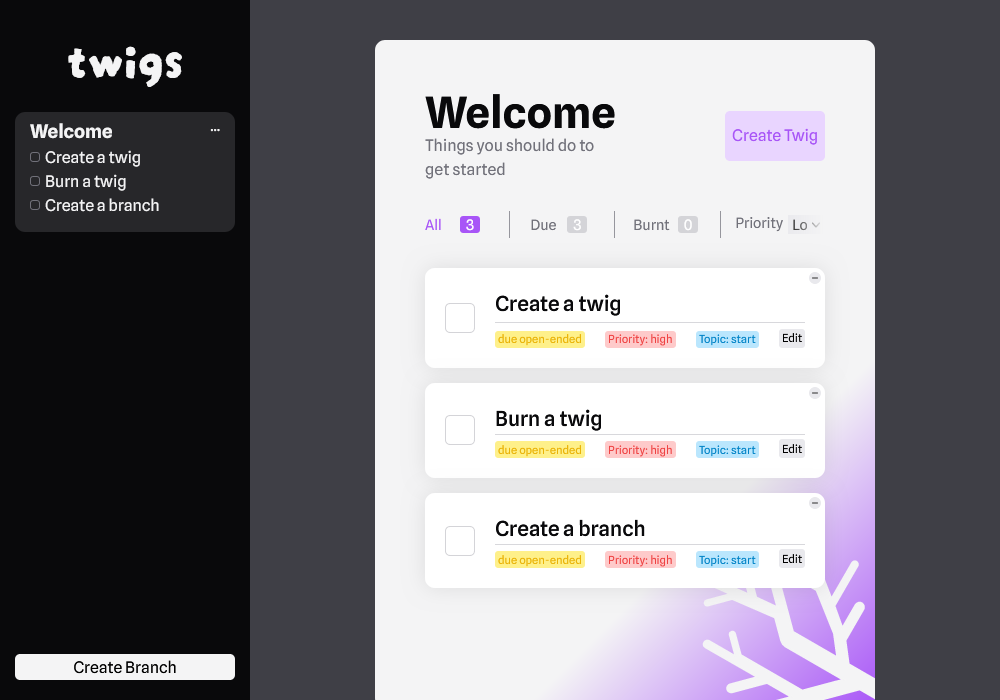 twigs
Welcome
Create a twig
Burn a twig
Create a branch
Create Branch
Welcome
Things you should do to
get started
Create Twig
All 3 Due 3 Burnt 0 Priority Lo
Create a twig
due open-ended Priority: high Topic: start Edit
Burn a twig
due open-ended Priority: high Topic: start Edit
Create a branch
due open-ended Priority: high Topic: start Edit